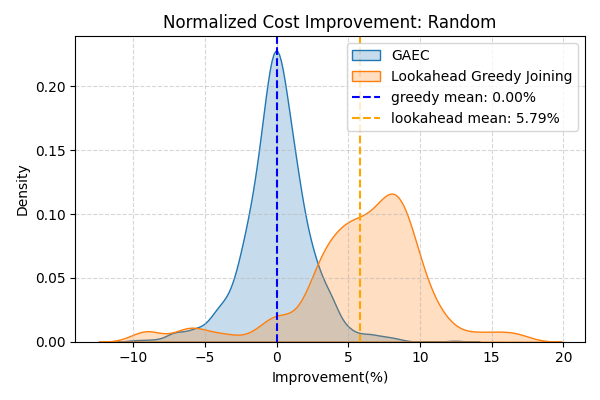 Normalized Cost Improvement: Random
GAEC
Lookahead Greedy Joining
greedy mean: 0.00%
lookahead mean: 5.79%
Density
0.20
0.15
0.10
0.05
0.00
−10
−5
0
5
10
15
20
Improvement(%)